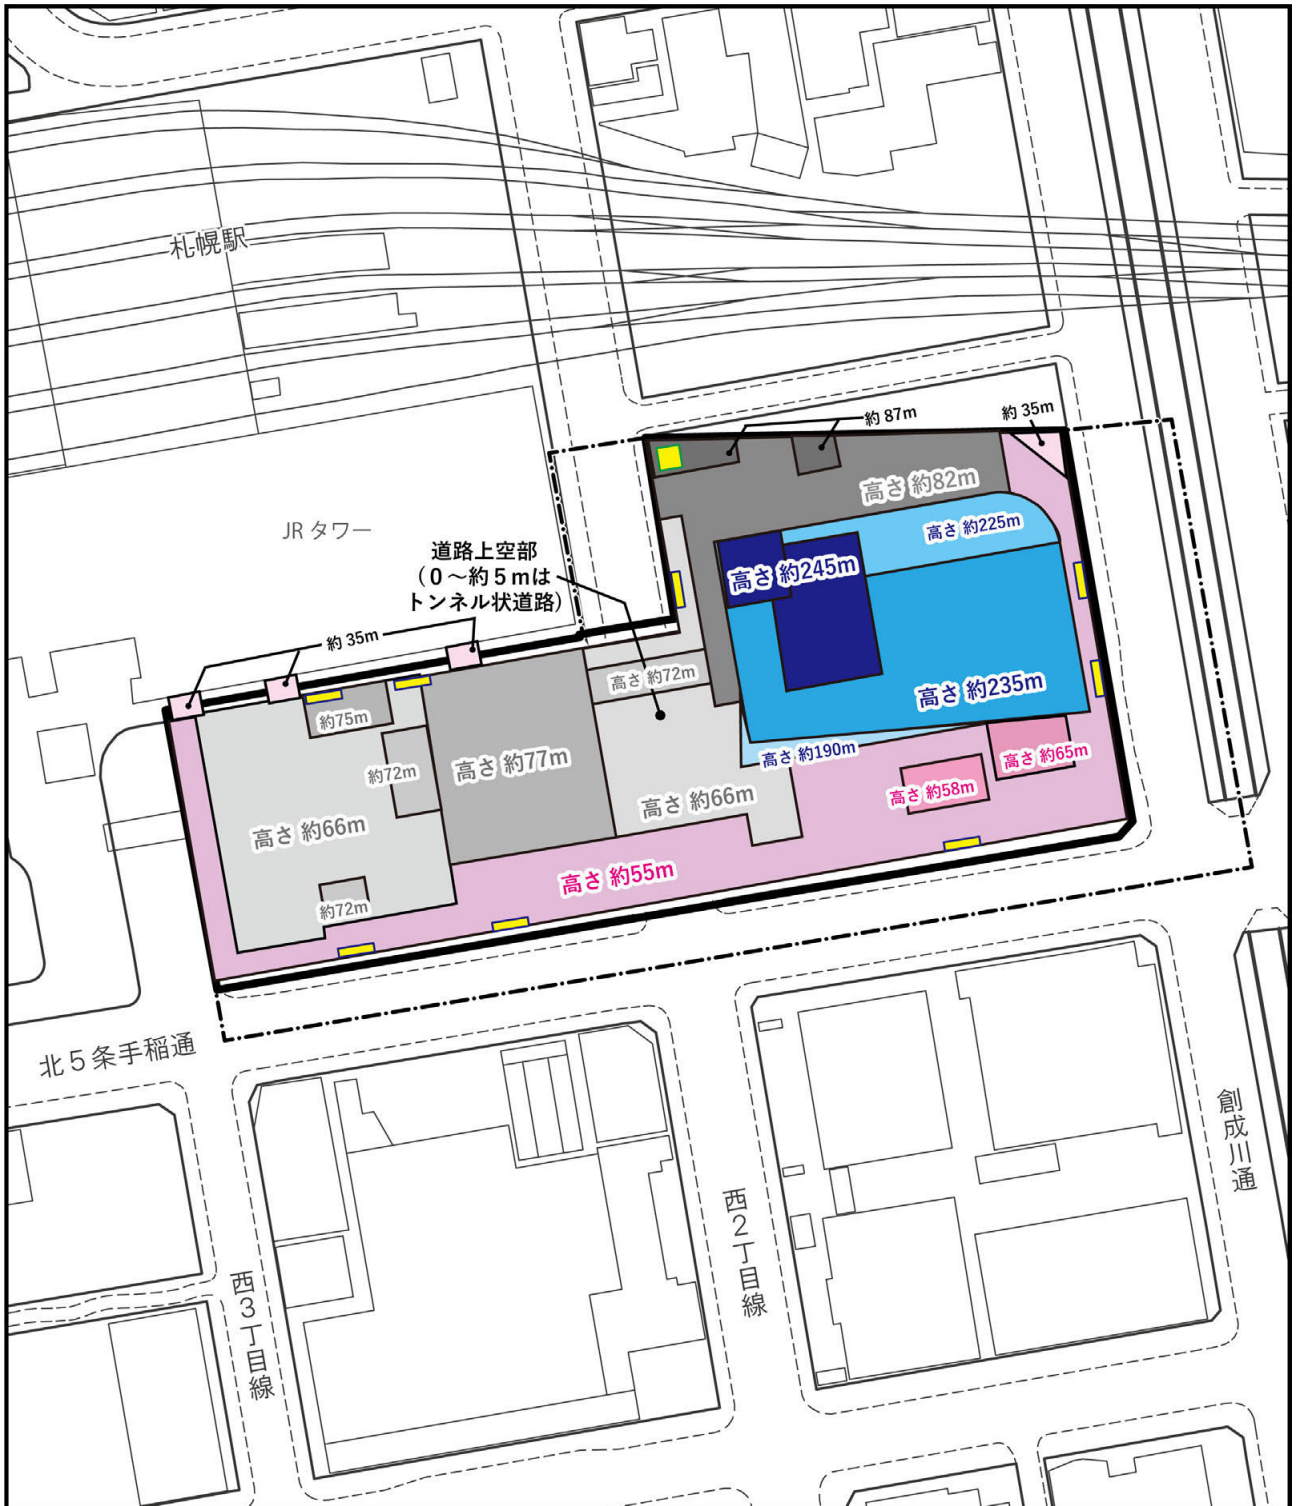 札幌駅
約 87m
約 35m
高さ 約82m
JR タワー
高さ 約225m
道路上空部
(０～約５ｍは
トンネル状道路)
高さ 約245m
約 35m
高さ 約72m
高さ 約235m
約75m
高さ 約190m
高さ 約65m
約72m
高さ 約77m
高さ 約58m
高さ 約66m
高さ 約66m
高さ 約55m
約72m
北５条手稲通
創成川通
西２丁目線
西３丁目線